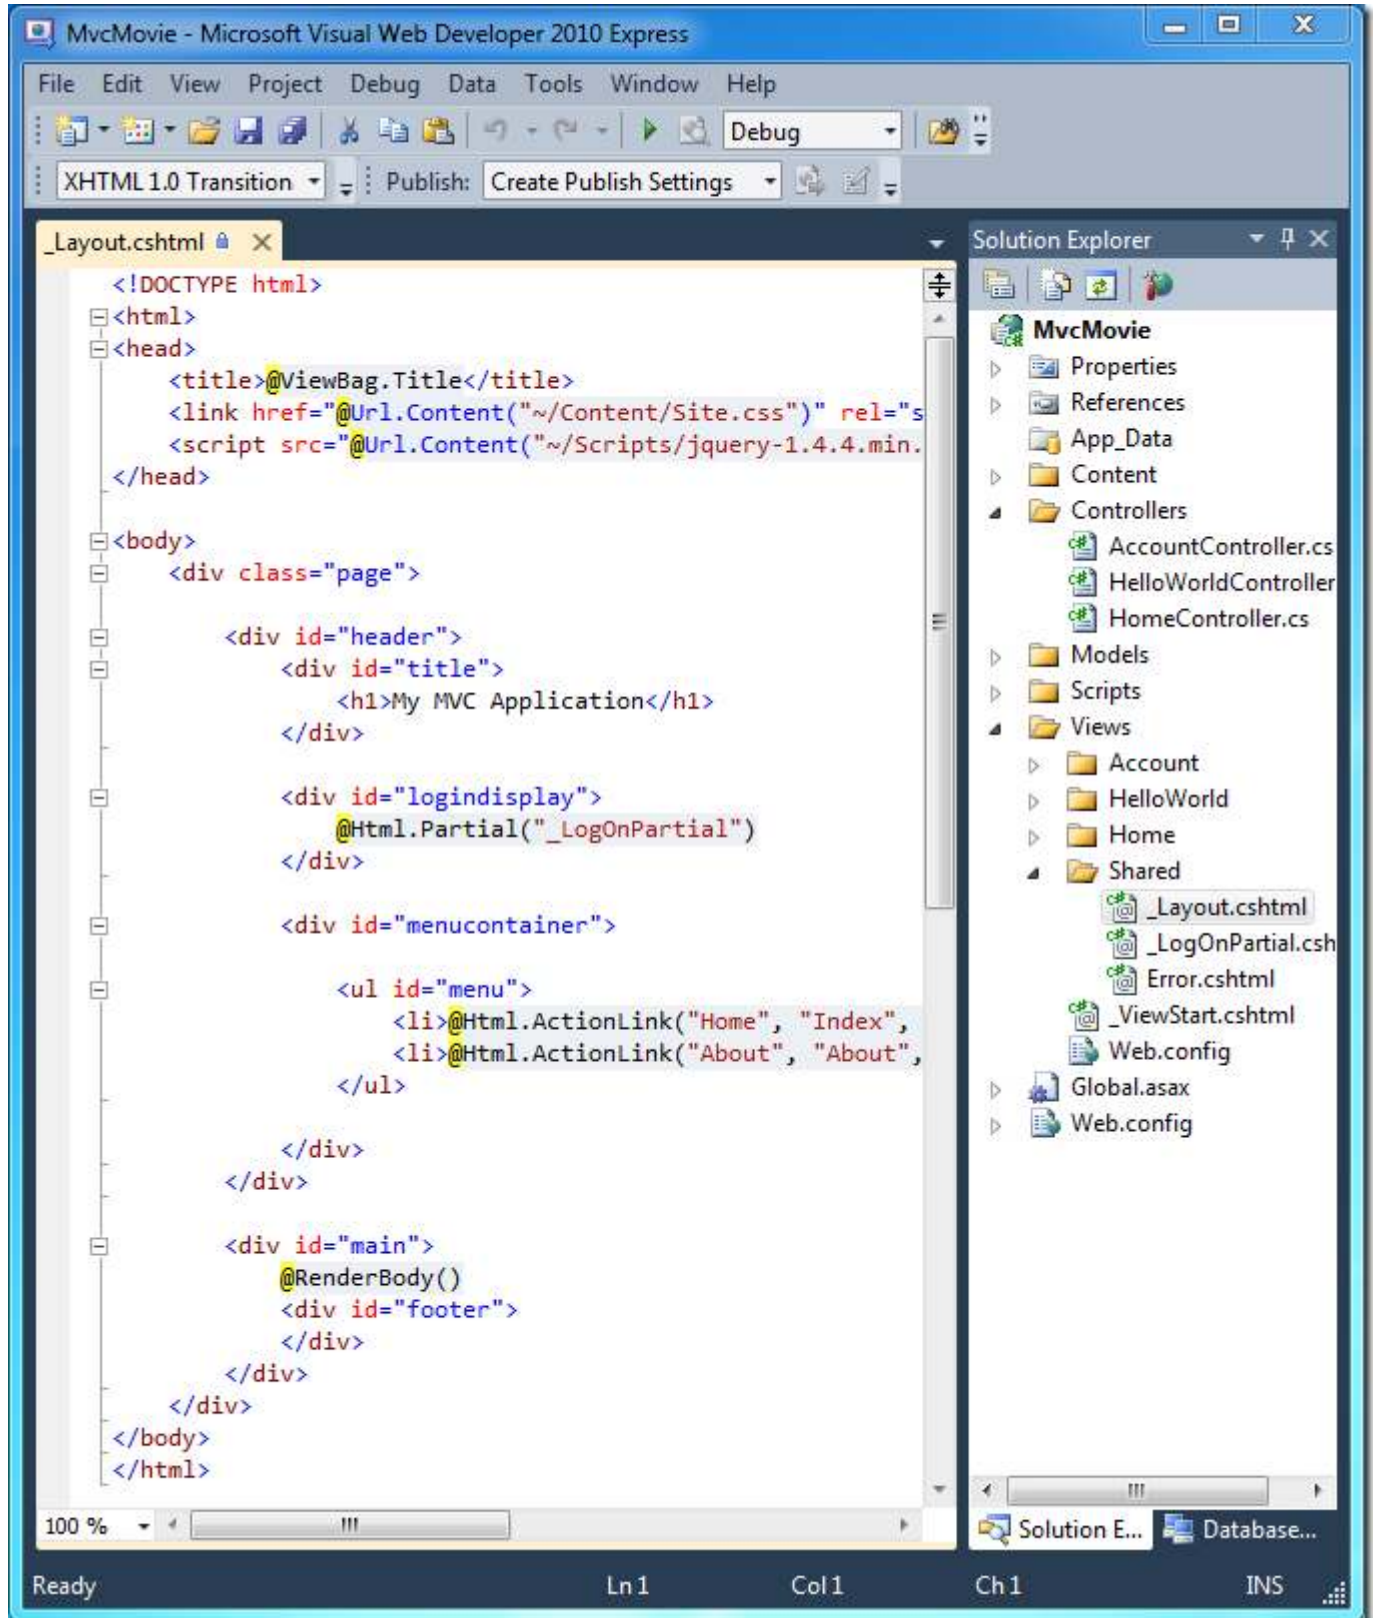 MvcMovie - Microsoft Visual Web Developer 2010 Express
File Edit View Project Debug Data Tools Window Help
Debug
XHTML 1.0 Transition Publish: Create Publish Settings
_Layout.cshtml
<!DOCTYPE html>
<html>
<head>
<title>@ViewBag.Title</title>
<link href="@Url.Content("~/Content/Site.css")" rel="s
<script src="@Url.Content("~/Scripts/jquery-1.4.4.min.
</head>
<body>
<div class="page">
<div id="header">
<div id="title">
<h1>My MVC Application</h1>
</div>
<div id="logindisplay">
@Html.Partial("_LogOnPartial")
</div>
<div id="menucontainer">
<ul id="menu">
<li>@Html.ActionLink("Home", "Index",
<li>@Html.ActionLink("About", "About",
</ul>
</div>
</div>
<div id="main">
@RenderBody()
<div id="footer">
</div>
</div>
</div>
</body>
</html>
100 %
Solution Explorer
MvcMovie
Properties
References
App_Data
Content
Controllers
AccountController.cs
HelloWorldController
HomeController.cs
Models
Scripts
Views
Account
HelloWorld
Home
Shared
_Layout.cshtml
_LogOnPartial.csh
Error.cshtml
_ViewStart.cshtml
Web.config
Global.asax
Web.config
Solution E... Database...
Ready Ln 1 Col 1 Ch 1 INS